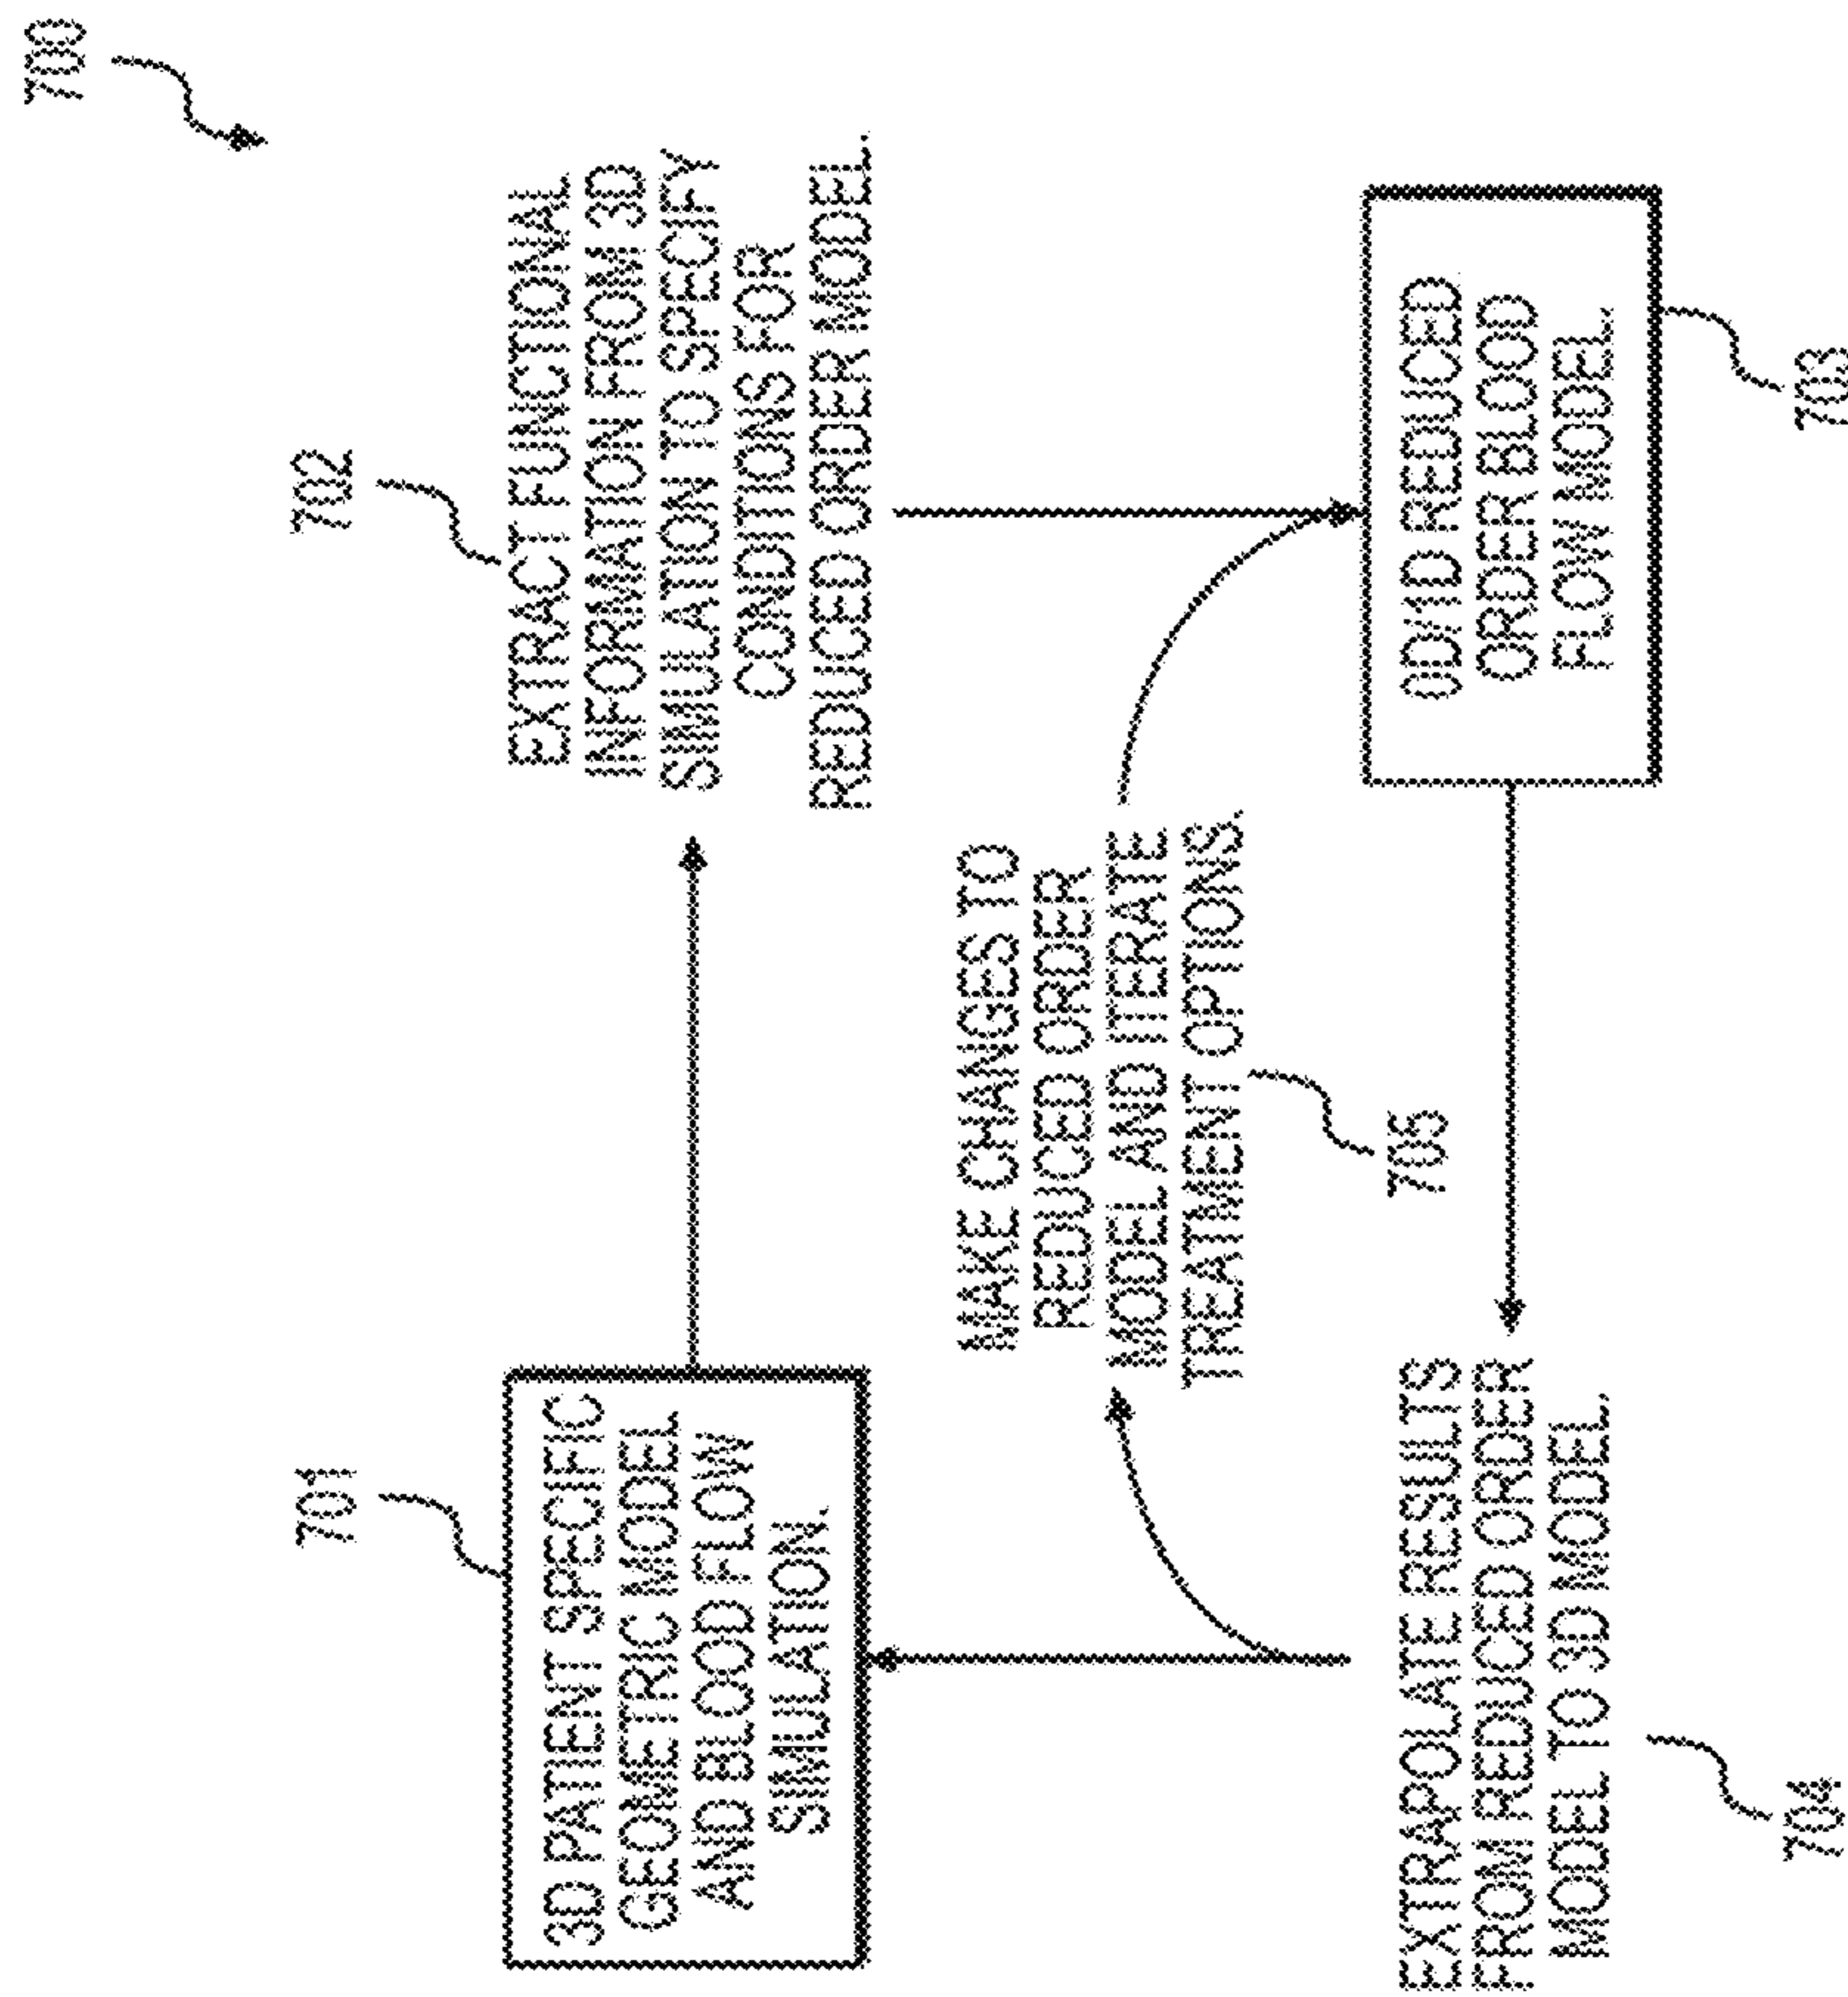 700
701
3D PATIENT SPECIFIC
GEOMETRIC MODEL
AND BLOOD FLOW
SIMULATION.
702
EXTRACT FUNCTIONAL
INFORMATION FROM 3D
SIMULATION TO SPECIFY
CONDITIONS FOR
REDUCED ORDER MODEL.
MAKE CHANGES TO
REDUCED ORDER
MODEL AND ITERATE
TREATMENT OPTIONS.
705
EXTRAPOLATE RESULTS
FROM REDUCED ORDER
MODEL TO 3D MODEL.
704
0D/1D REDUCED
ORDER BLOOD
FLOW MODEL.
703